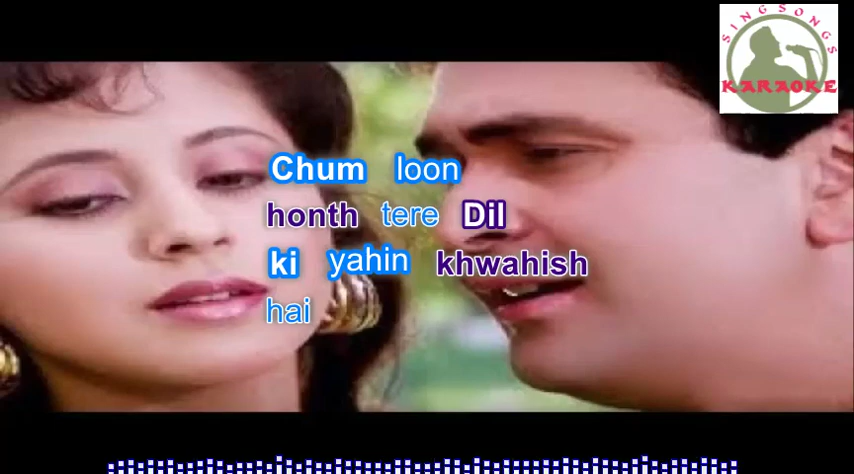 SING SONGS
KARAOKE
Chum loon
honth tere Dil
ki yahin khwahish
hai